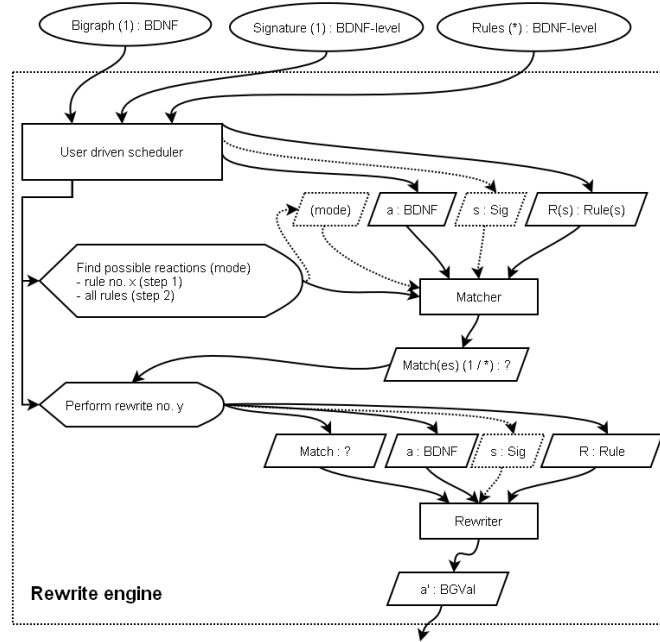 Bigraph (1) : BDNF
Signature (1) : BDNF-level
Rules (*) : BDNF-level
User driven scheduler
(mode)
a : BDNF
s : Sig
R(s) : Rule(s)
Find possible reactions (mode)
- rule no. x (step 1)
- all rules (step 2)
Matcher
Match(es) (1 / *) : ?
Perform rewrite no. y
Match : ?
a : BDNF
s : Sig
R : Rule
Rewriter
a' : BGVal
Rewrite engine